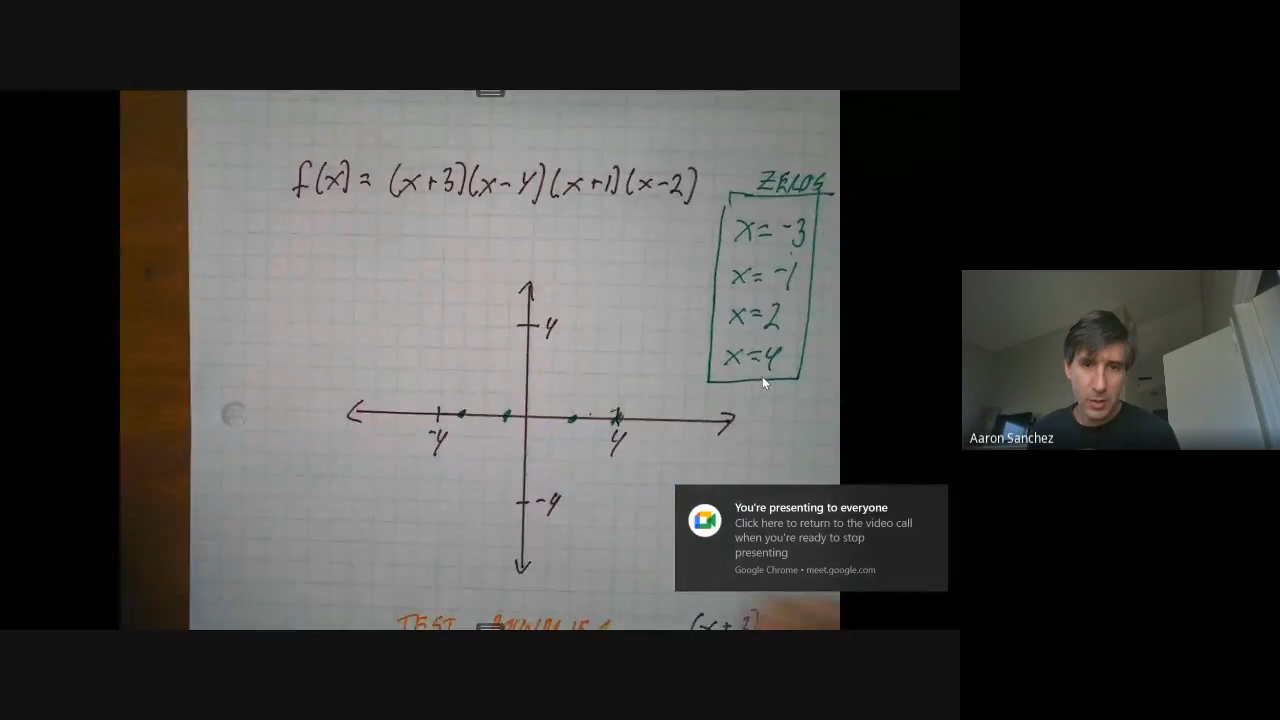 f(x) = (x+3)(x-4)(x+1)(x-2)
ZEROS
x = -3
x = -1
x = 2
x = 4
4
-4
4
-4
Aaron Sanchez
You're presenting to everyone
Click here to return to the video call
when you're ready to stop
presenting
Google Chrome • meet.google.com
TEST